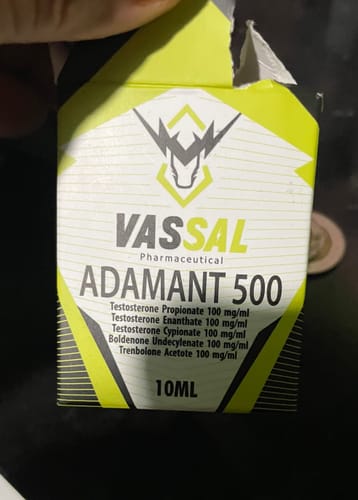 VASSAL
Pharmaceutical
ADAMANT 500
Testosterone Propionate 100 mg/ml
Testosterone Enanthate 100 mg/ml
Testosterone Cypionate 100 mg/ml
Boldenone Undecylenate 100 mg/ml
Trenbolone Acetote 100 mg/ml
10ML